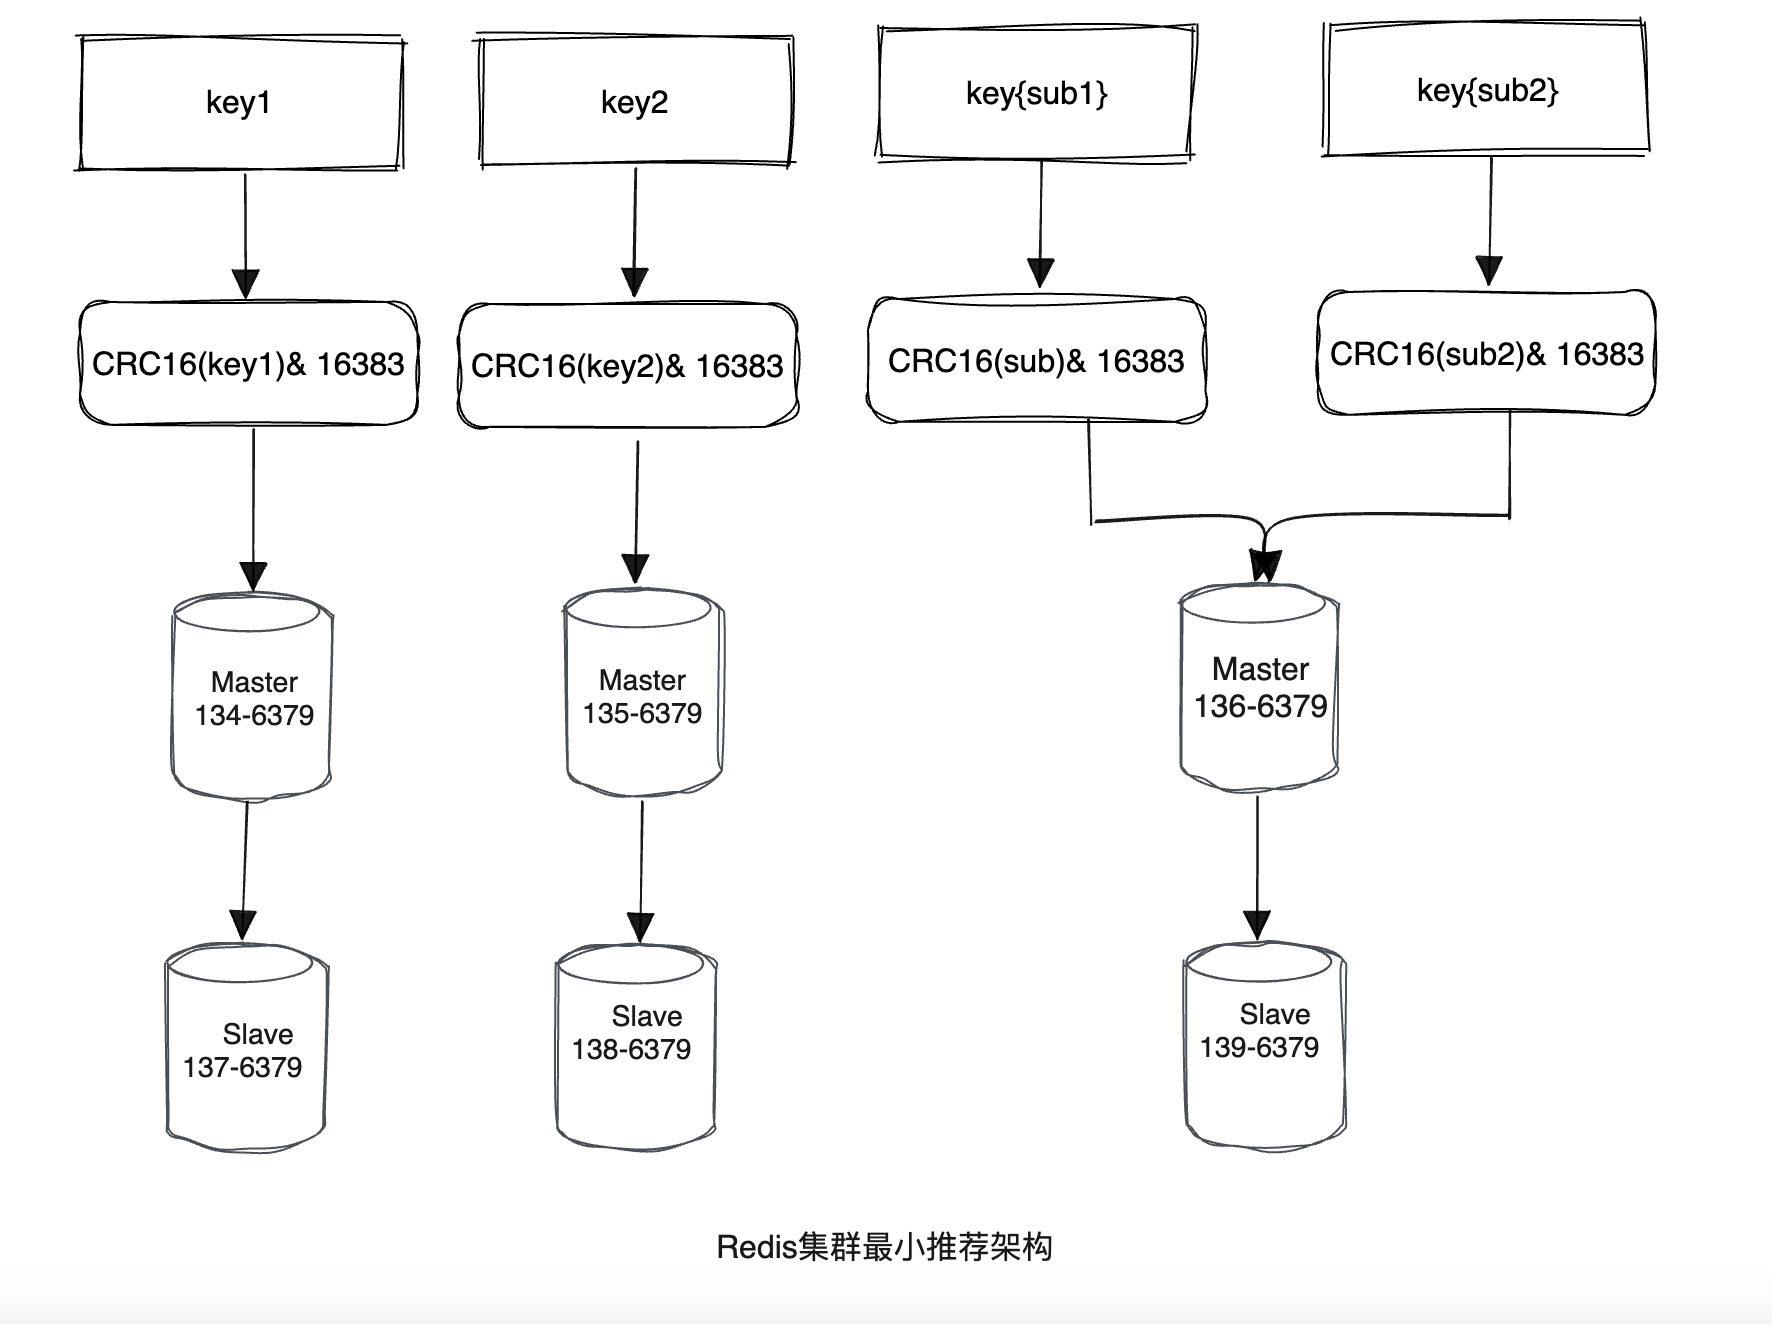 key1
key2
key{sub1}
key{sub2}
CRC16(key1)& 16383
CRC16(key2)& 16383
CRC16(sub)& 16383
CRC16(sub2)& 16383
Master
134-6379
Master
135-6379
Master
136-6379
Slave
137-6379
Slave
138-6379
Slave
139-6379
Redis集群最小推荐架构